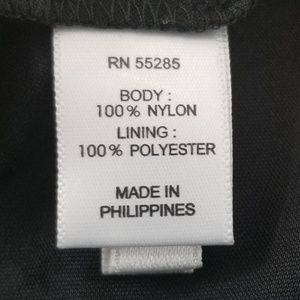 RN 55285
BODY :
100% NYLON
LINING :
100% POLYESTER
MADE IN
PHILIPPINES